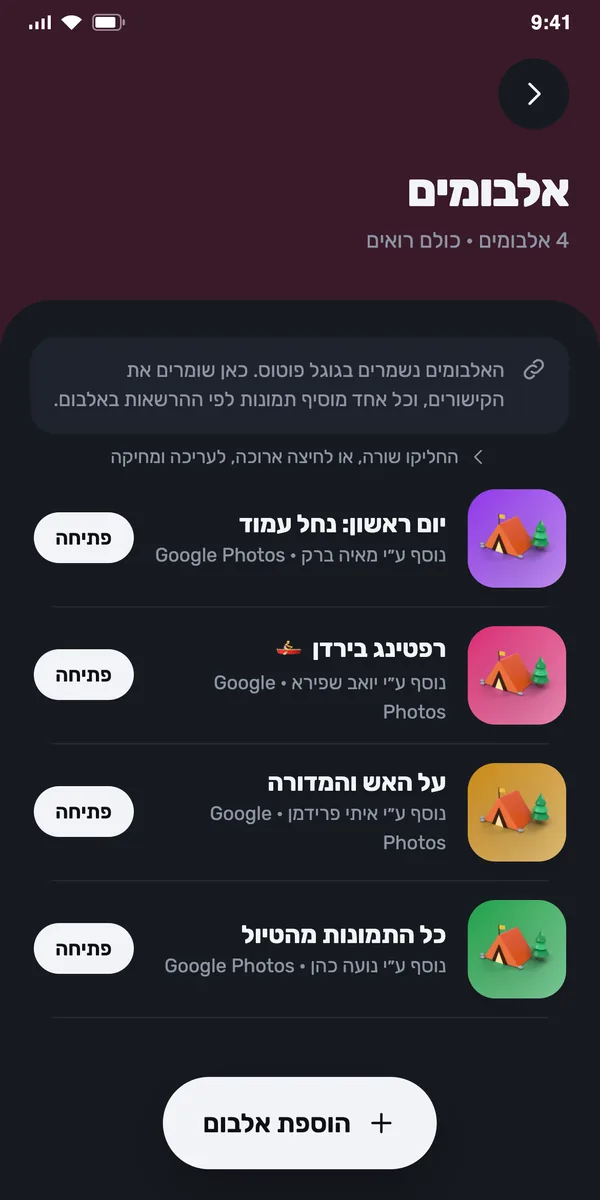 9:41
אלבומים
4 אלבומים • כולם רואים
האלבומים נשמרים בגוגל פוטוס. כאן שומרים את
הקישורים, וכל אחד מוסיף תמונות לפי ההרשאות באלבום.
החליקו שורה, או לחיצה ארוכה, לעריכה ומחיקה
יום ראשון: נחל עמוד
נוסף ע״י מאיה ברק • Google Photos
פתיחה
רפטינג בירדן 🚣
נוסף ע״י יואב שפירא • Google
Photos
פתיחה
על האש והמדורה
נוסף ע״י איתי פרידמן • Google
Photos
פתיחה
כל התמונות מהטיול
נוסף ע״י נועה כהן • Google Photos
פתיחה
+ הוספת אלבום